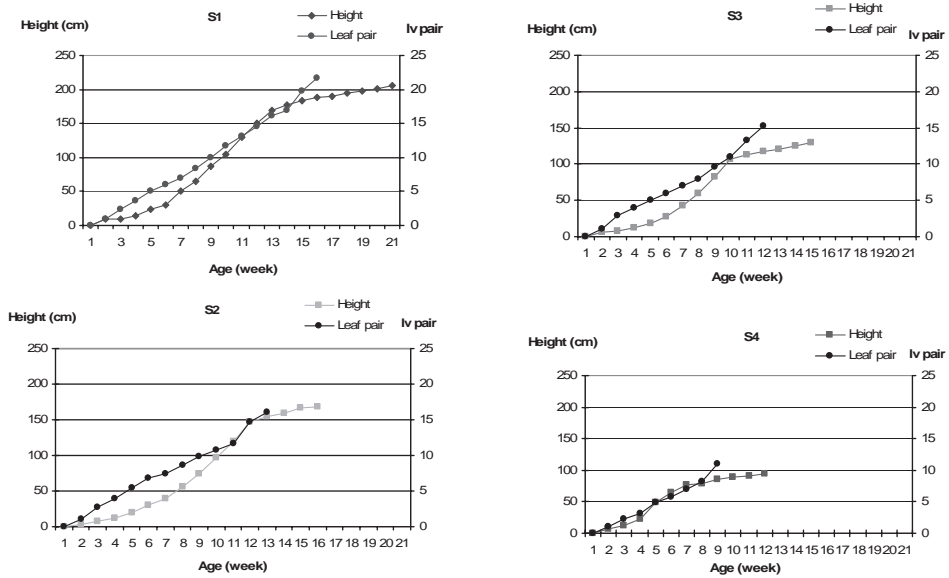 S1
Height (cm)
Height
Leaf pair
lv pair
250
200
150
100
50
0
25
20
15
10
5
0
1 3 5 7 9 11 13 15 17 19 21
Age (week)
S3
Height (cm)
Height
Leaf pair
lv pair
250
200
150
100
50
0
25
20
15
10
5
0
1 2 3 4 5 6 7 8 9 10 11 12 13 14 15 16 17 18 19 20 21
Age (week)
S2
Height (cm)
Height
Leaf pair
lv pair
250
200
150
100
50
0
25
20
15
10
5
0
1 2 3 4 5 6 7 8 9 10 11 12 13 14 15 16 17 18 19 20 21
Age (week)
S4
Height (cm)
Height
Leaf pair
lv pair
250
200
150
100
50
0
25
20
15
10
5
0
1 2 3 4 5 6 7 8 9 10 11 12 13 14 15 16 17 18 19 20 21
Age (week)